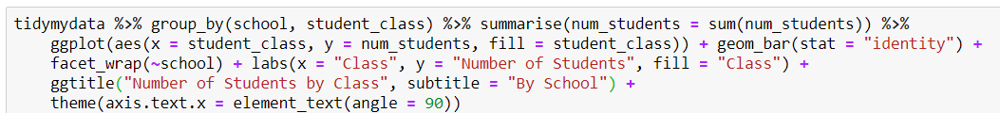 tidymydata %>% group_by(school, student_class) %>% summarise(num_students = sum(num_students)) %>%
ggplot(aes(x = student_class, y = num_students, fill = student_class)) + geom_bar(stat = "identity") +
facet_wrap(~school) + labs(x = "Class", y = "Number of Students", fill = "Class") +
ggtitle("Number of Students by Class", subtitle = "By School") +
theme(axis.text.x = element_text(angle = 90))